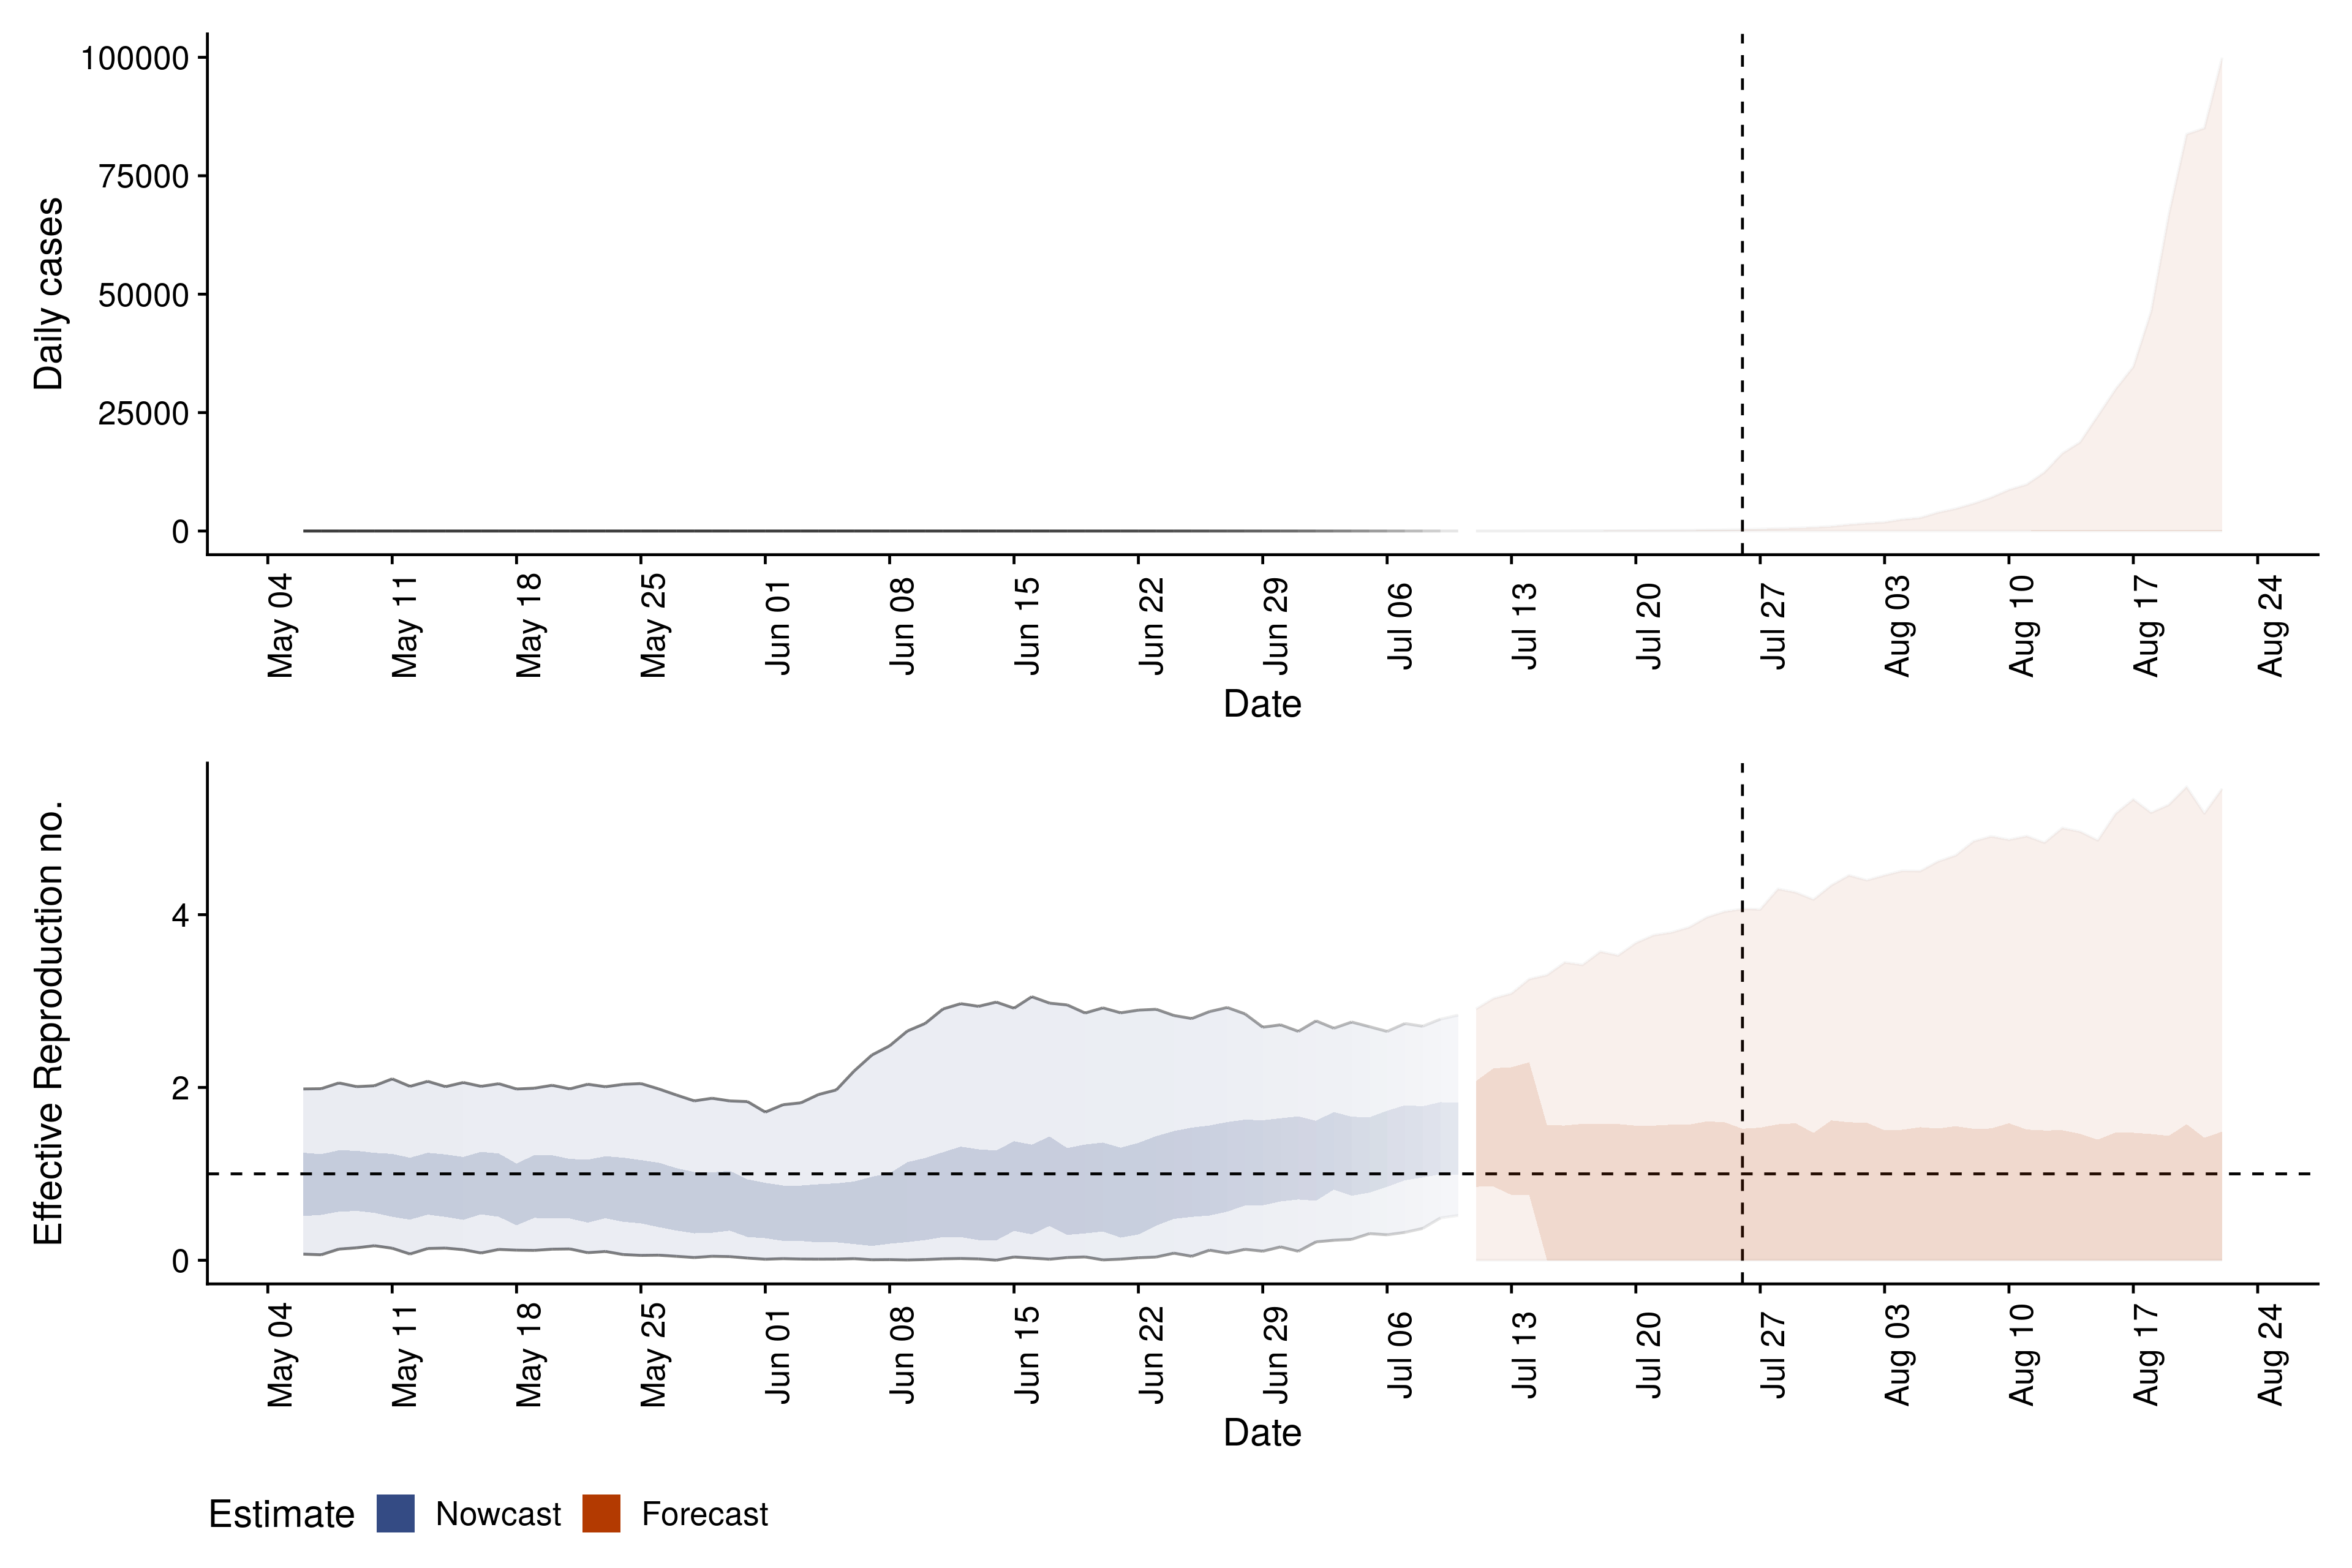 Daily cases
100000
75000
50000
25000
0
May 04
May 11
May 18
May 25
Jun 01
Jun 08
Jun 15
Jun 22
Jun 29
Jul 06
Jul 13
Jul 20
Jul 27
Aug 03
Aug 10
Aug 17
Aug 24
Date
Effective Reproduction no.
4
2
0
May 04
May 11
May 18
May 25
Jun 01
Jun 08
Jun 15
Jun 22
Jun 29
Jul 06
Jul 13
Jul 20
Jul 27
Aug 03
Aug 10
Aug 17
Aug 24
Date
Estimate Nowcast Forecast